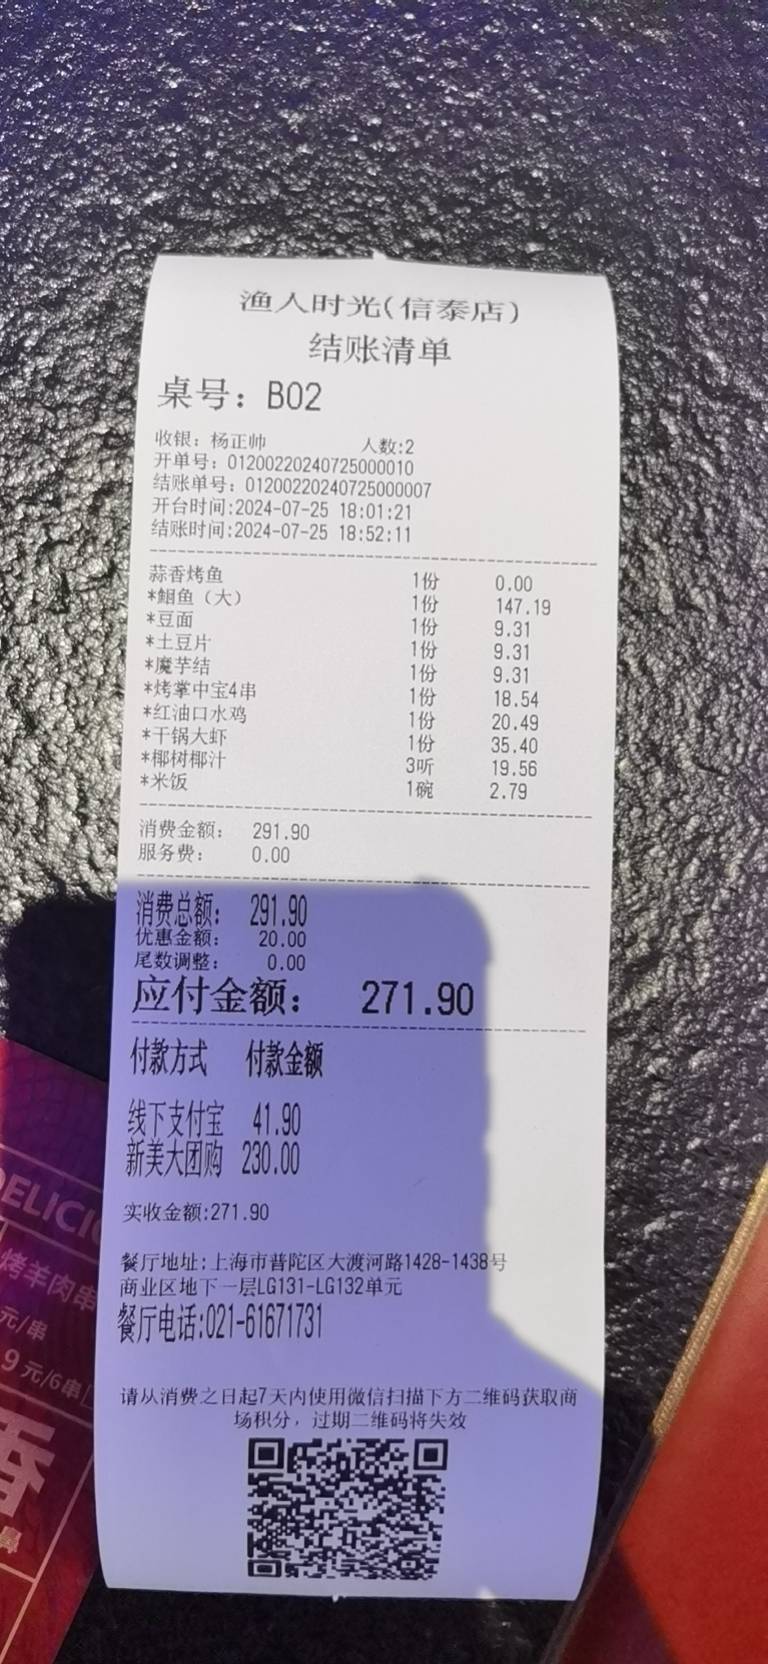 渔人时光(信泰店)
结账清单
桌号：B02
收银：杨正帅 人数:2
开单号：01200220240725000010
结账单号：01200220240725000007
开台时间:2024-07-25 18:01:21
结账时间:2024-07-25 18:52:11
蒜香烤鱼 1份 0.00
*鮰鱼（大） 1份 147.19
*豆面 1份 9.31
*土豆片 1份 9.31
*魔芋结 1份 9.31
*烤掌中宝4串 1份 18.54
*红油口水鸡 1份 20.49
*干锅大虾 1份 35.40
*椰树椰汁 3听 19.56
*米饭 1碗 2.79
消费金额： 291.90
服务费： 0.00
消费总额： 291.90
优惠金额： 20.00
尾数调整： 0.00
应付金额： 271.90
付款方式 付款金额
线下支付宝 41.90
新美大团购 230.00
实收金额:271.90
餐厅地址:上海市普陀区大渡河路1428-1438号
商业区地下一层LG131-LG132单元
餐厅电话:021-61671731
请从消费之日起7天内使用微信扫描下方二维码获取商
场积分，过期二维码将失效
烤羊肉串
元/串
9元/6串
香